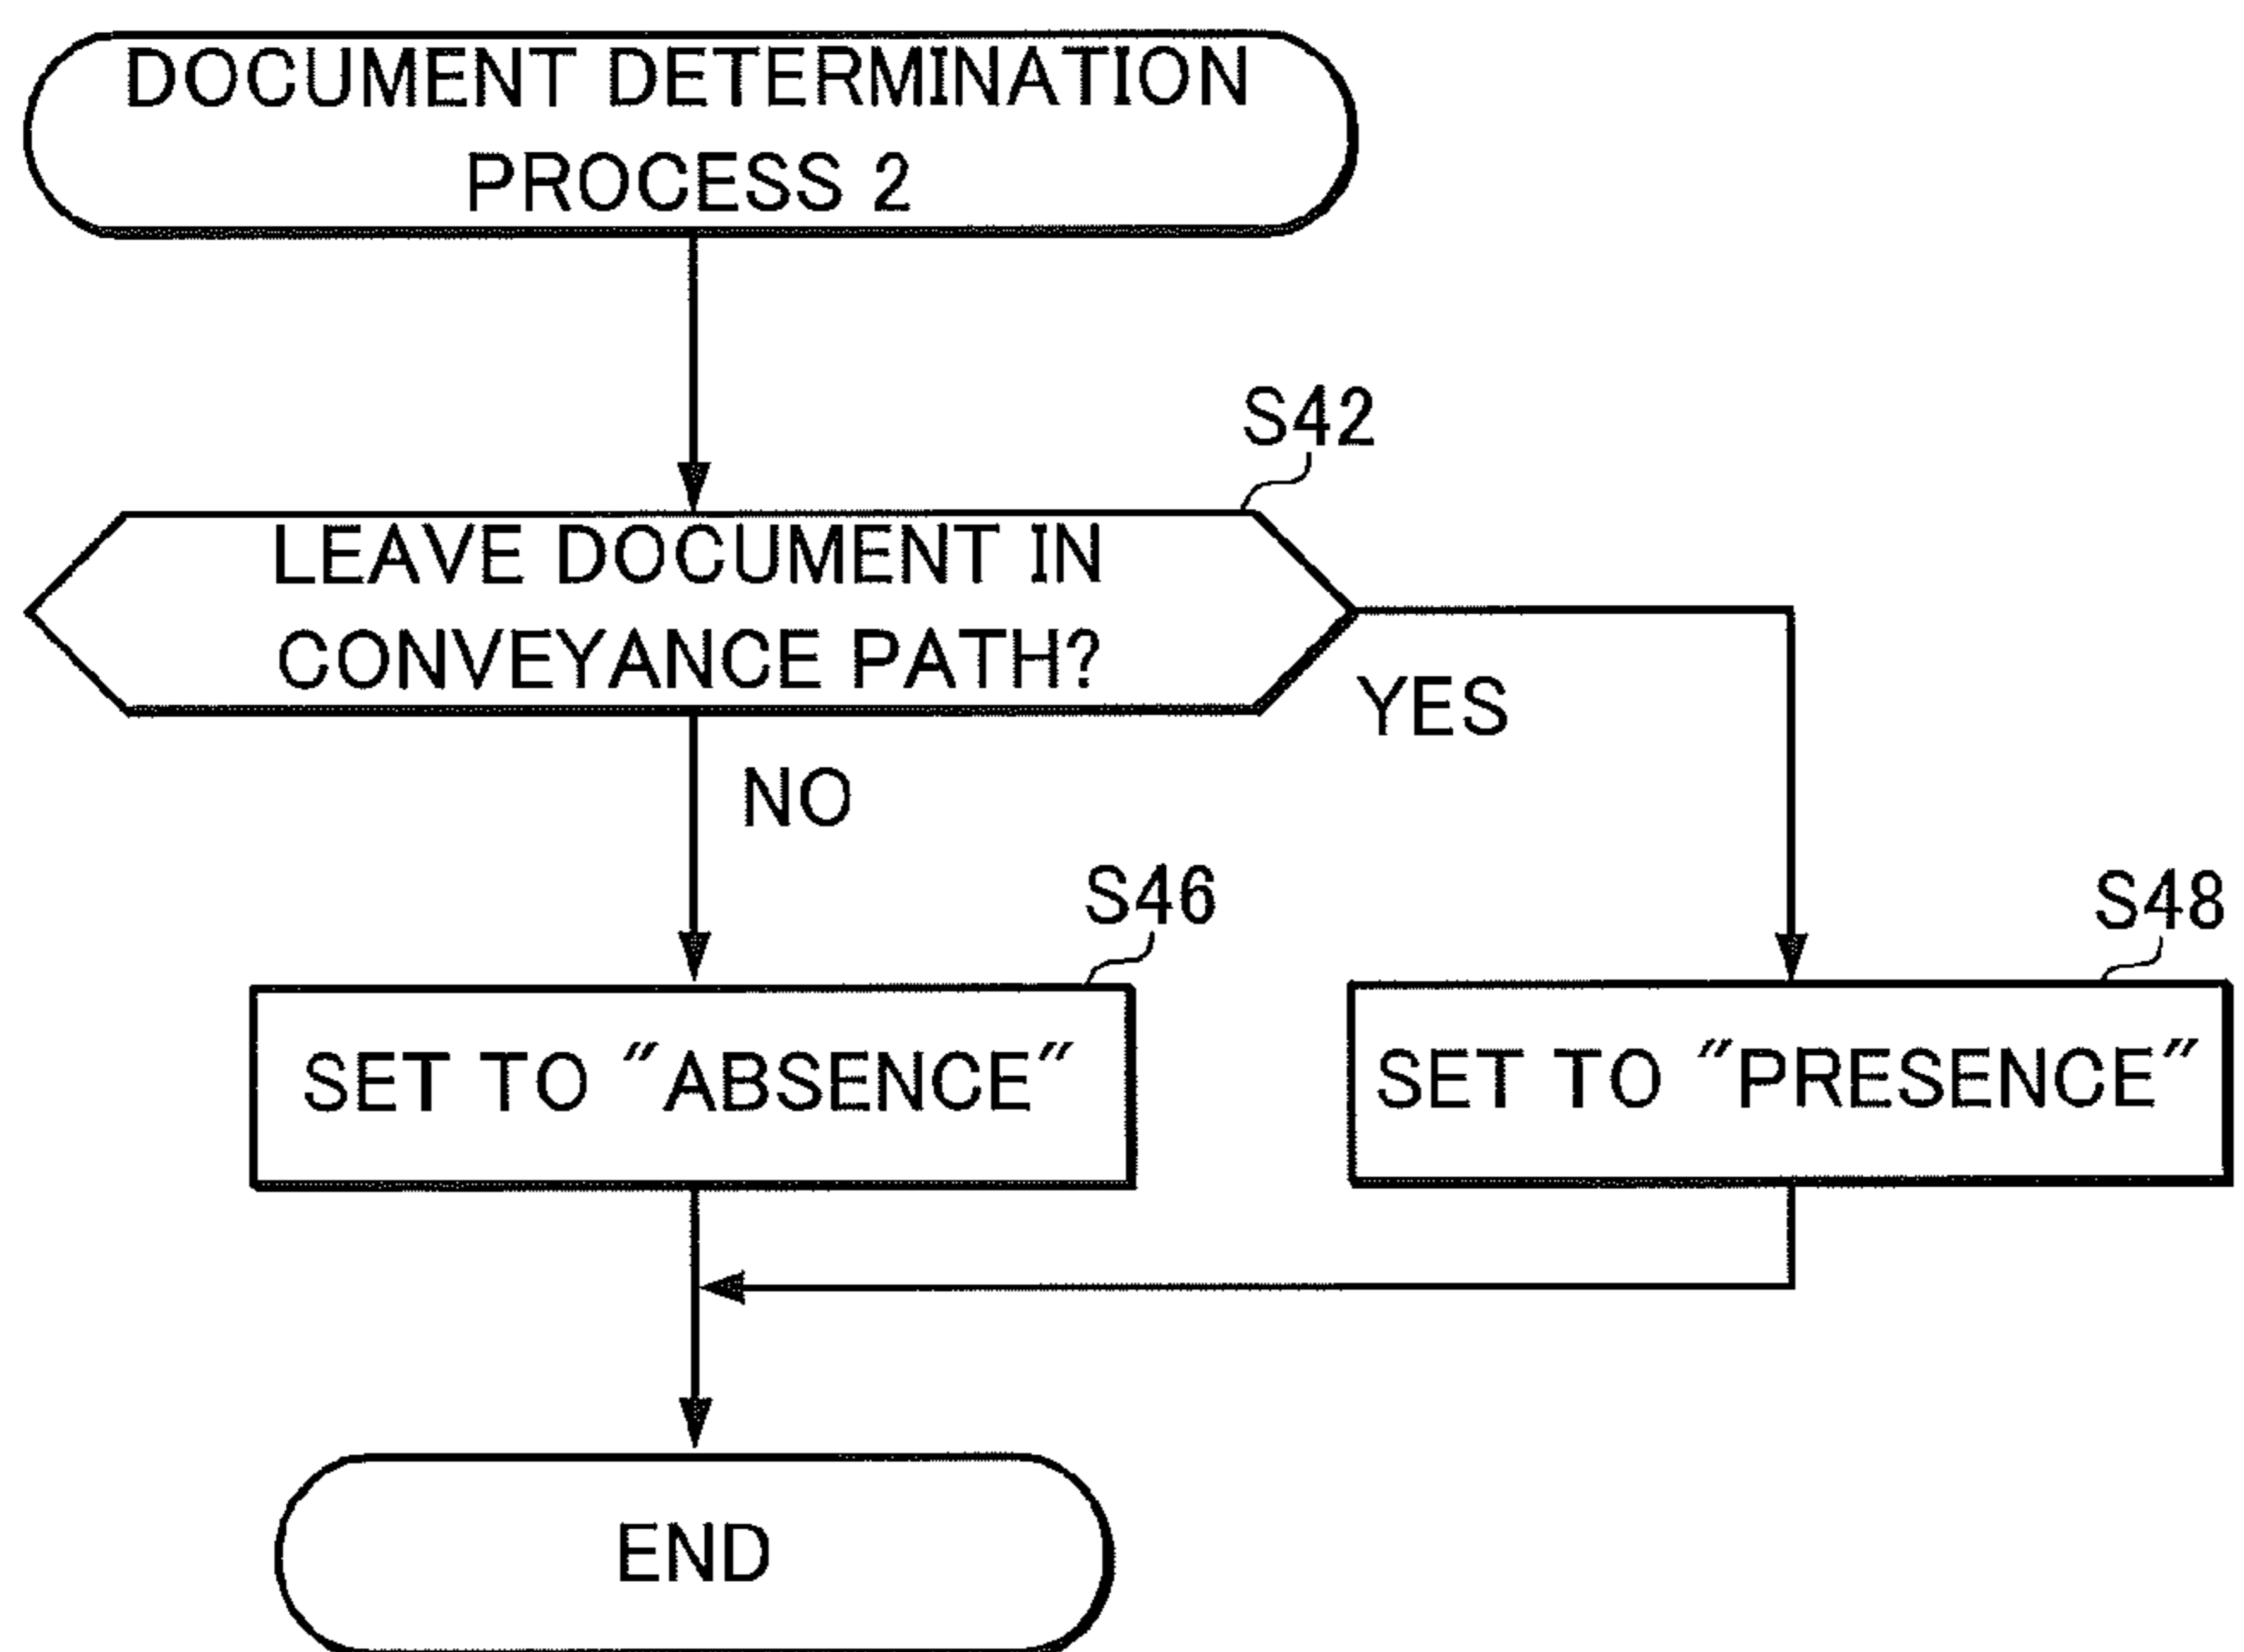 DOCUMENT DETERMINATION
PROCESS 2
S42
LEAVE DOCUMENT IN
CONVEYANCE PATH?
YES
NO
S46
S48
SET TO "ABSENCE"
SET TO "PRESENCE"
END